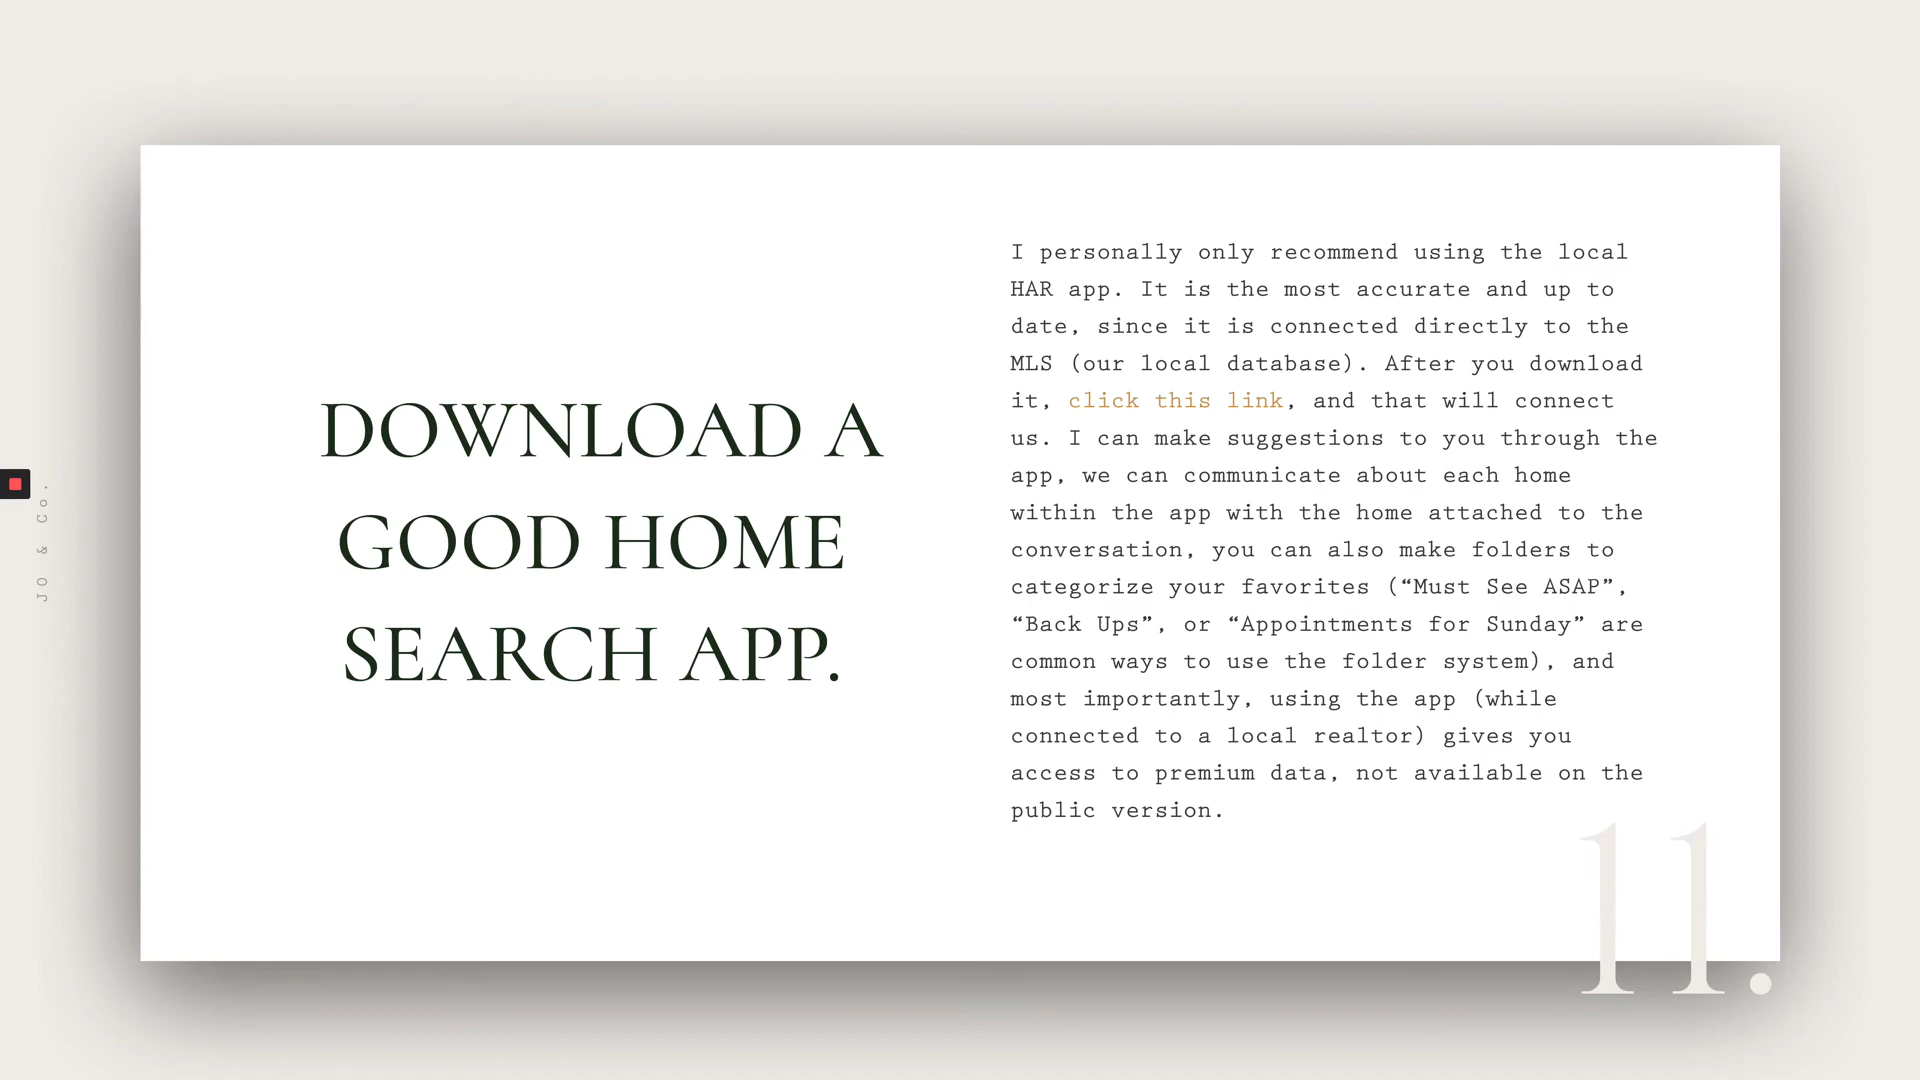 DOWNLOAD A
GOOD HOME
SEARCH APP.
I personally only recommend using the local
HAR app. It is the most accurate and up to
date, since it is connected directly to the
MLS (our local database). After you download
it, click this link, and that will connect
us. I can make suggestions to you through the
app, we can communicate about each home
within the app with the home attached to the
conversation, you can also make folders to
categorize your favorites (“Must See ASAP”,
“Back Ups”, or “Appointments for Sunday” are
common ways to use the folder system), and
most importantly, using the app (while
connected to a local realtor) gives you
access to premium data, not available on the
public version.
11.
JO & Co.